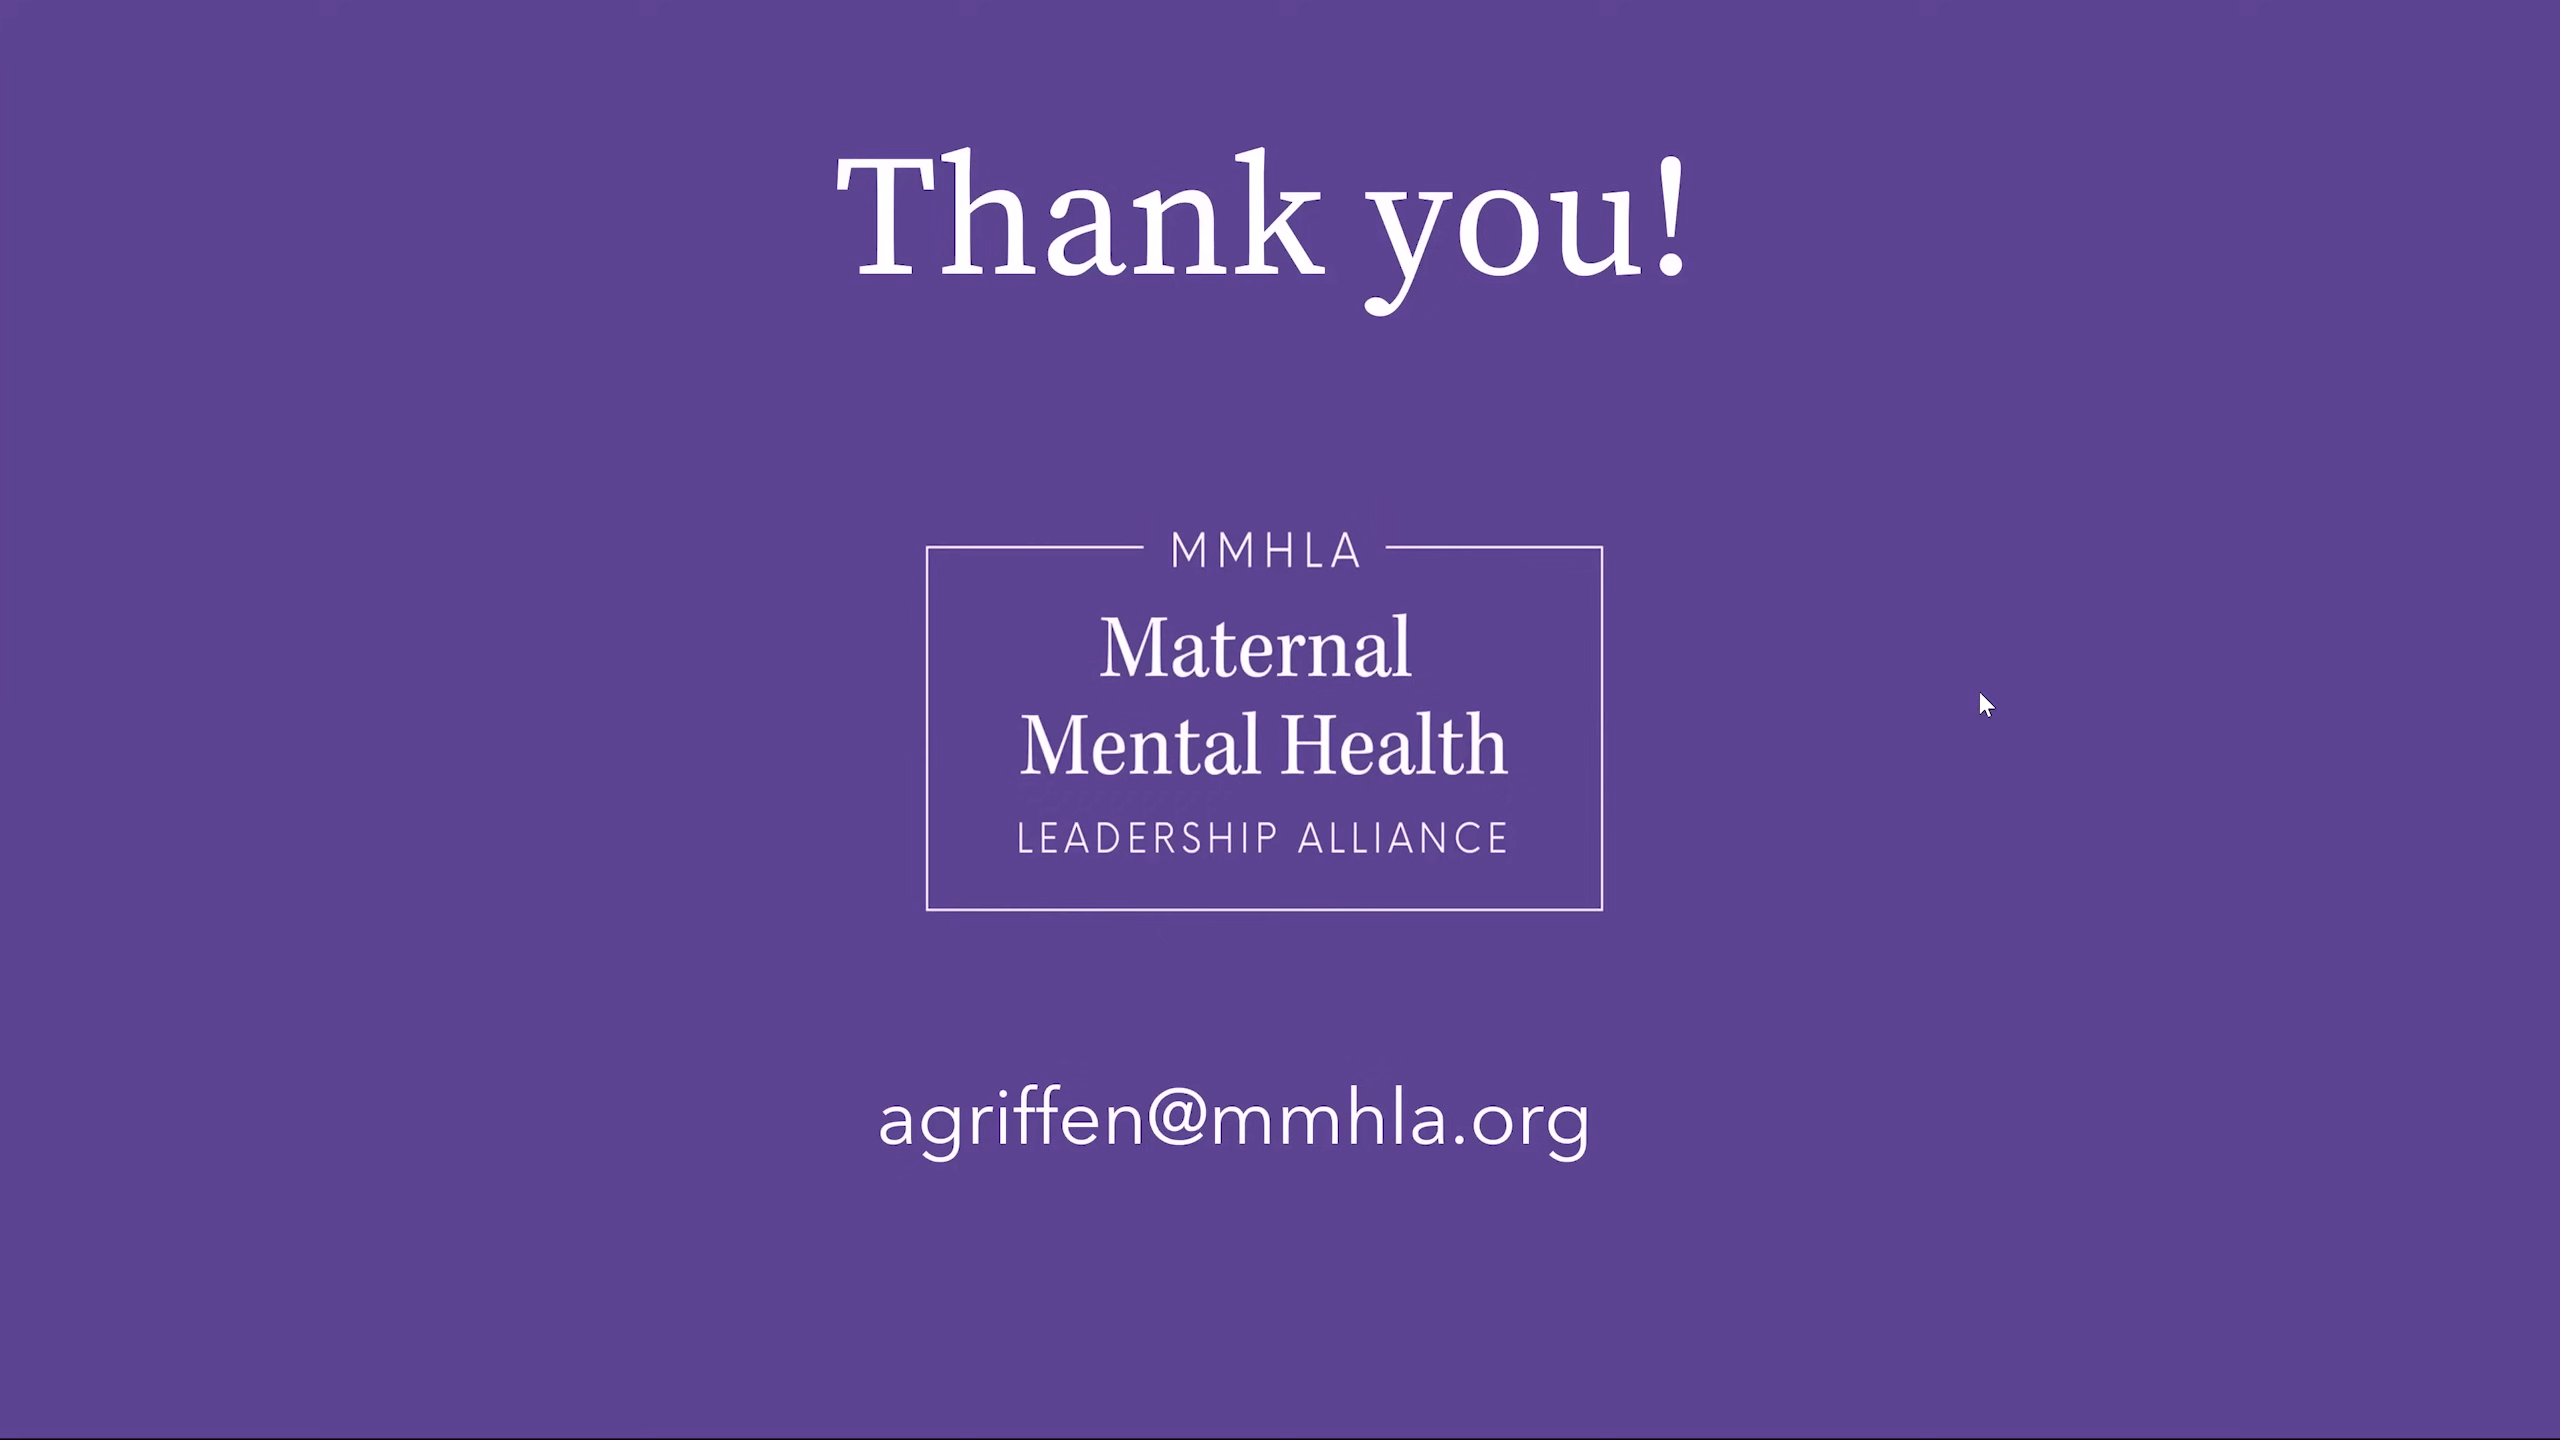 Thank you!
MMHLA
Maternal
Mental Health
LEADERSHIP ALLIANCE
agriffen@mmhla.org